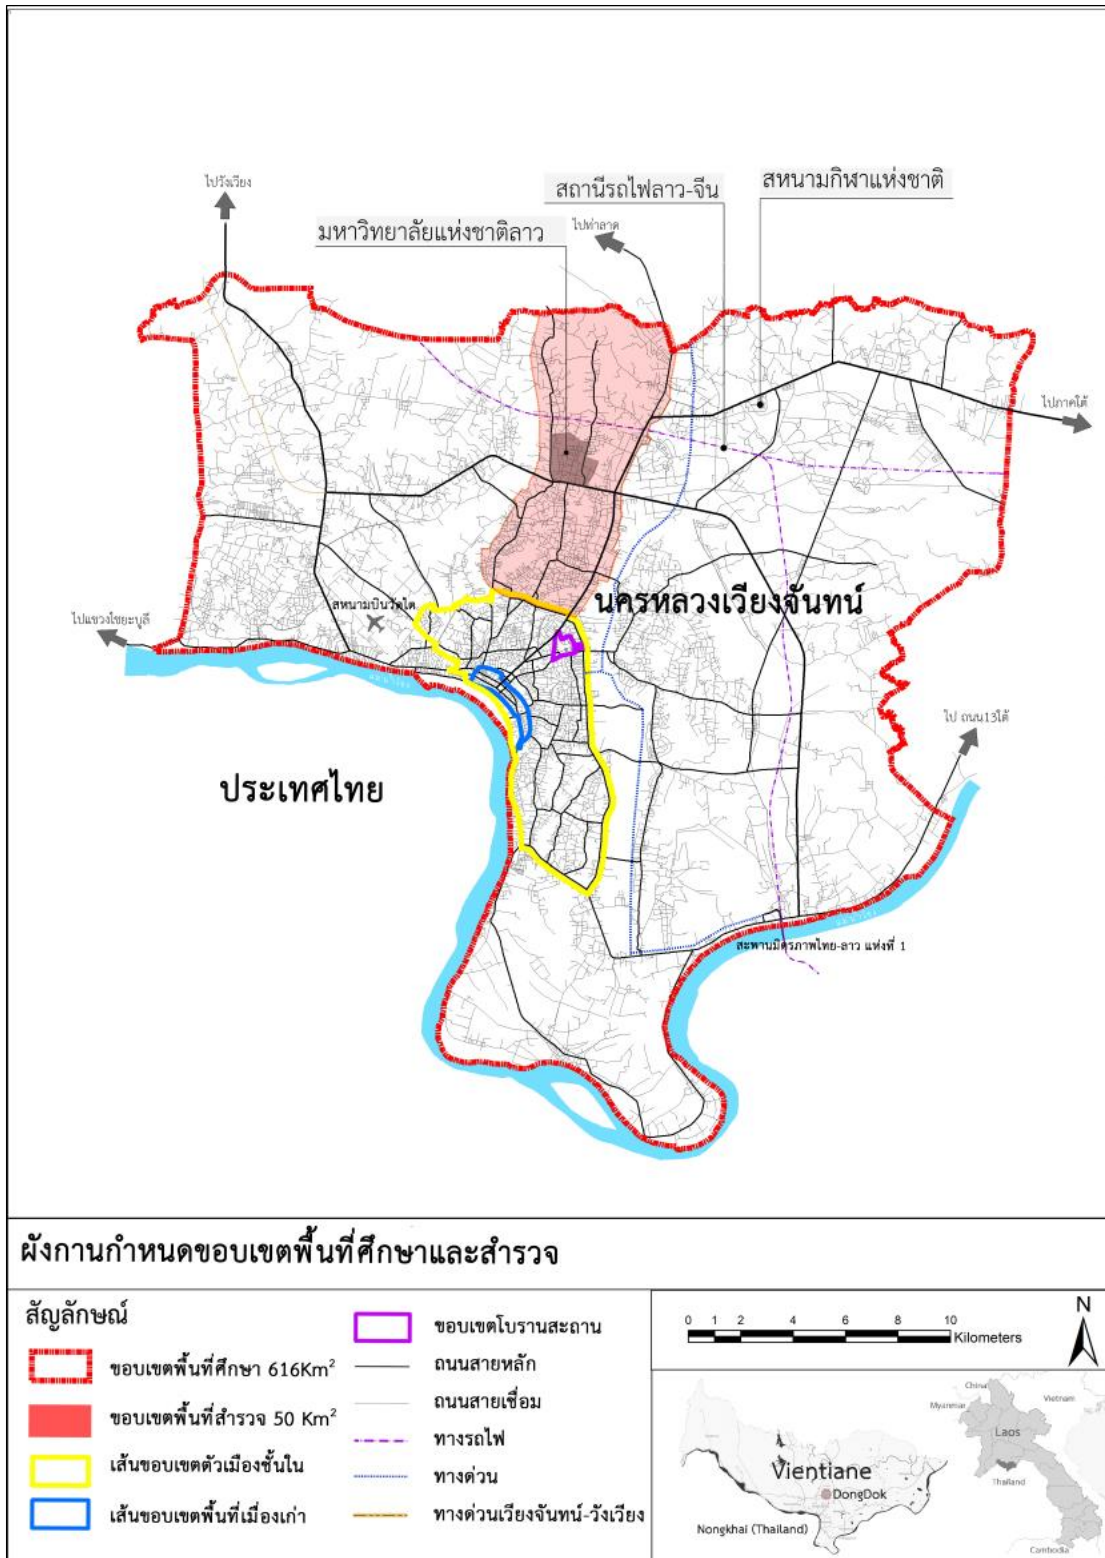 ไปวังเวียง
สถานีรถไฟลาว-จีน
สหนามกิฬาแห่งชาติ
มหาวิทยาลัยแห่งชาติลาว
ไปท่าลาด
ไปภาคใต้
สหนามบินวัดไต
นครหลวงเวียงจันทน์
ไปแขวงไชยะบูลี
ไป ถนน13ใต้
ประเทศไทย
สะพานมิตรภาพไทย-ลาว แห่งที่ 1
ผังกานกำหนดขอบเขตพื้นที่ศึกษาและสำรวจ
สัญลักษณ์
ขอบเขตพื้นที่ศึกษา 616Km²
ขอบเขตพื้นที่สำรวจ 50 Km²
เส้นขอบเขตตัวเมืองชั้นใน
เส้นขอบเขตพื้นที่เมื่องเก่า
ขอบเขตโบรานสะถาน
ถนนสายหลัก
ถนนสายเชื่อม
ทางรถไฟ
ทางด่วน
ทางด่วนเวียงจันทน์-วังเวียง
N
0 1 2 4 6 8 10
Kilometers
Vientiane
DongDok
Nongkhai (Thailand)
China
Myanmar
Vietnam
Laos
Thailand
Cambodia